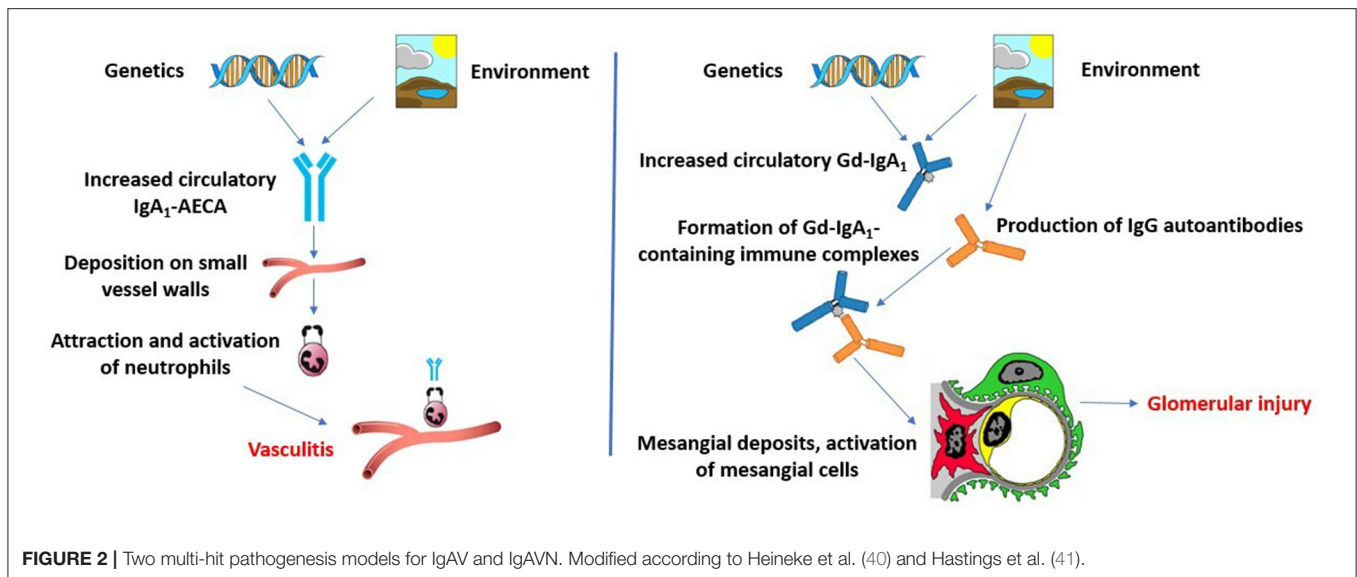 Genetics
Environment
Increased circulatory
IgA₁-AECA
Deposition on small
vessel walls
Attraction and activation
of neutrophils
Vasculitis
Genetics
Environment
Increased circulatory Gd-IgA₁
Production of IgG autoantibodies
Formation of Gd-IgA₁-
containing immune complexes
Mesangial deposits, activation
of mesangial cells
Glomerular injury
FIGURE 2 | Two multi-hit pathogenesis models for IgAV and IgAVN. Modified according to Heineke et al. (40) and Hastings et al. (41).